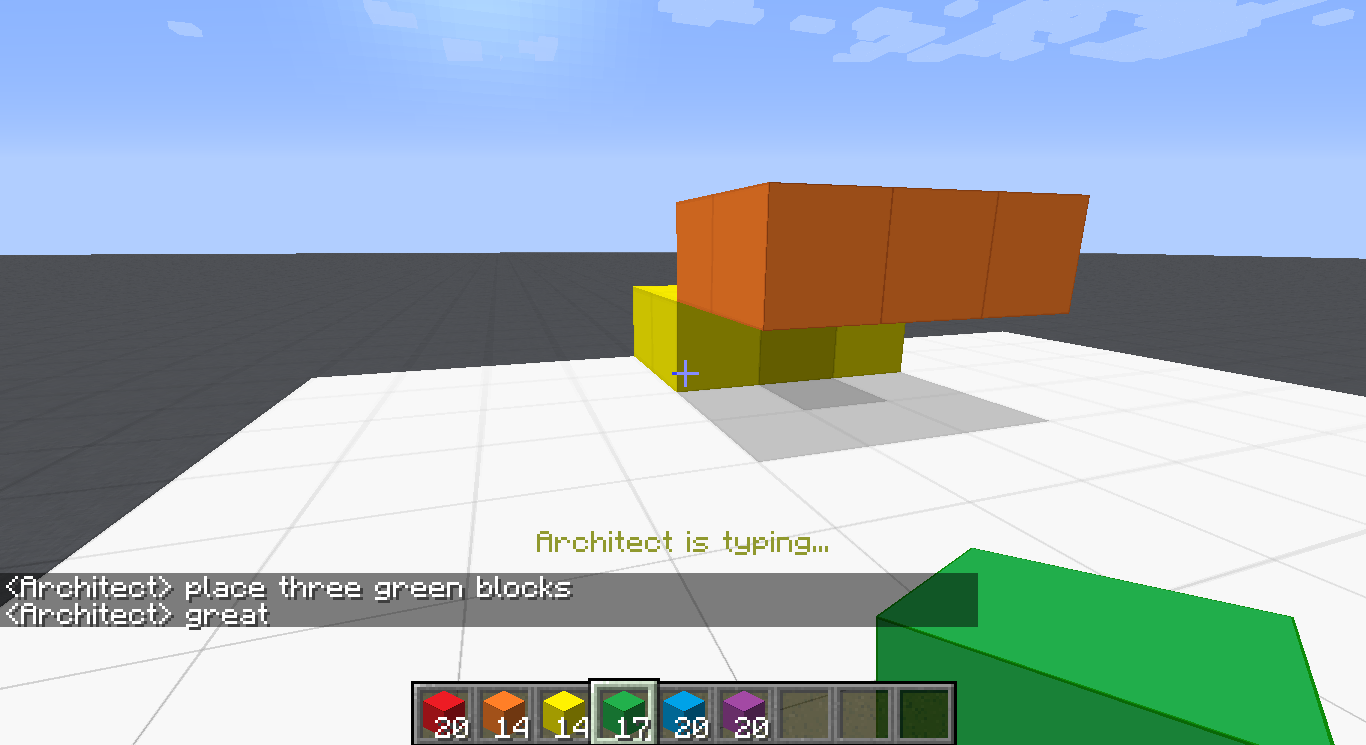 Architect is typing...
<Architect> place three green blocks
<Architect> great
20 14 14 17 20 20